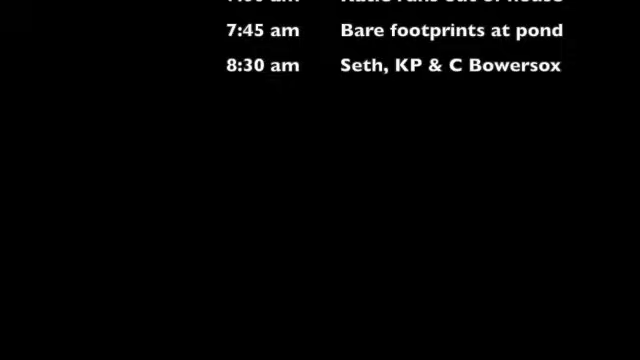 7:45 am Bare footprints at pond
8:30 am Seth, KP & C Bowersox